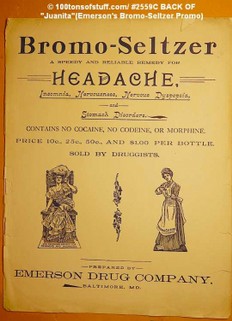 © 100tonsofstuff.com/ #2559C BACK OF
"Juanita"(Emerson's Bromo-Seltzer Promo)
Bromo-Seltzer
A SPEEDY AND RELIABLE REMEDY FOR
HEADACHE,
Insomnia, Nervousness, Nervous Dyspepsia,
and
Stomach Disorders.
CONTAINS NO COCAINE, NO CODEINE, OR MORPHINE.
PRICE 10c., 25c., 50c., AND $1.00 PER BOTTLE.
SOLD BY DRUGGISTS.
PREPARED BY
EMERSON DRUG COMPANY,
BALTIMORE, MD.